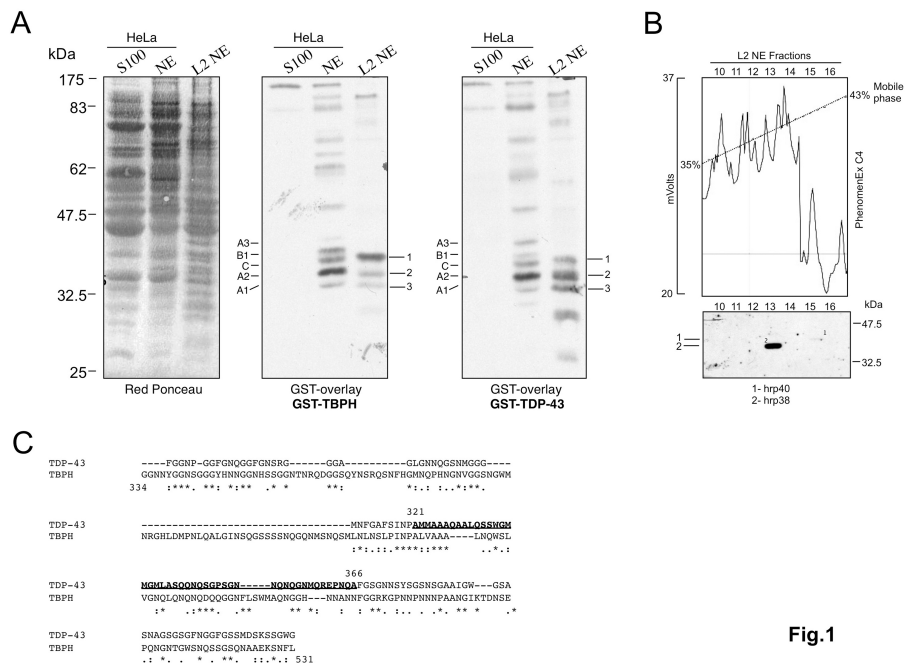 A
HeLa
kDa
S100 NE L2 NE
175
83
62
47.5
32.5
25
Red Ponceau
HeLa
S100 NE L2 NE
A3
B1
C
A2
A1
1
2
3
GST-overlay
GST-TBPH
HeLa
S100 NE L2 NE
A3
B1
C
A2
A1
1
2
3
GST-overlay
GST-TDP-43
B
L2 NE Fractions
10 11 12 13 14 15 16
37
mVolts
20
35%
43% Mobile phase
PhenomenEx C4
10 11 12 13 14 15 16
kDa
1
2
2
1
47.5
32.5
1- hrp40
2- hrp38
C
TDP-43 ----FGGNP-GGFGNQGGFGNSRG-------GGA----------GLGNNQGSNMGGG----
TBPH GGNNYGGNSGGGYHNNGGNHSSGGNTNRQDGGSQYNSRQSNFHGMNQPHNGNVGGSNGWM
334 :***. **: **. .* * **: *.** :. *:**
321
TDP-43 -----------------------------------MNFGAFSINPAMMAAAQAALQSSWGM
TBPH NRGHLDMPNLQALGINSQGSSSSNQGQNMSNQSMLNLNSLPINPALVAAA----LNQWSL
:*:. .:****:.*** :.* .:
366
TDP-43 MGMLASQQNQSGPSGN-----NQNQGNMQREPNQAFGSGNNSYSGSNSGAAIGW---GSA
TBPH VGNQLQNQNQDQQQGNFLSWMAQNGGH---NNANNFGGRKGPNNPNNNPAANGIKTDNSE
:* .:***. .** ** *: : : **. :.. . .*. ** * .*
TDP-43 SNAGSGSGFNGGFGSSMDSKSSGWG
TBPH PQNGNTGWSNQSSGSQNAAEKSNFL
.: *. . * . **. ::.*.: 531
Fig.1